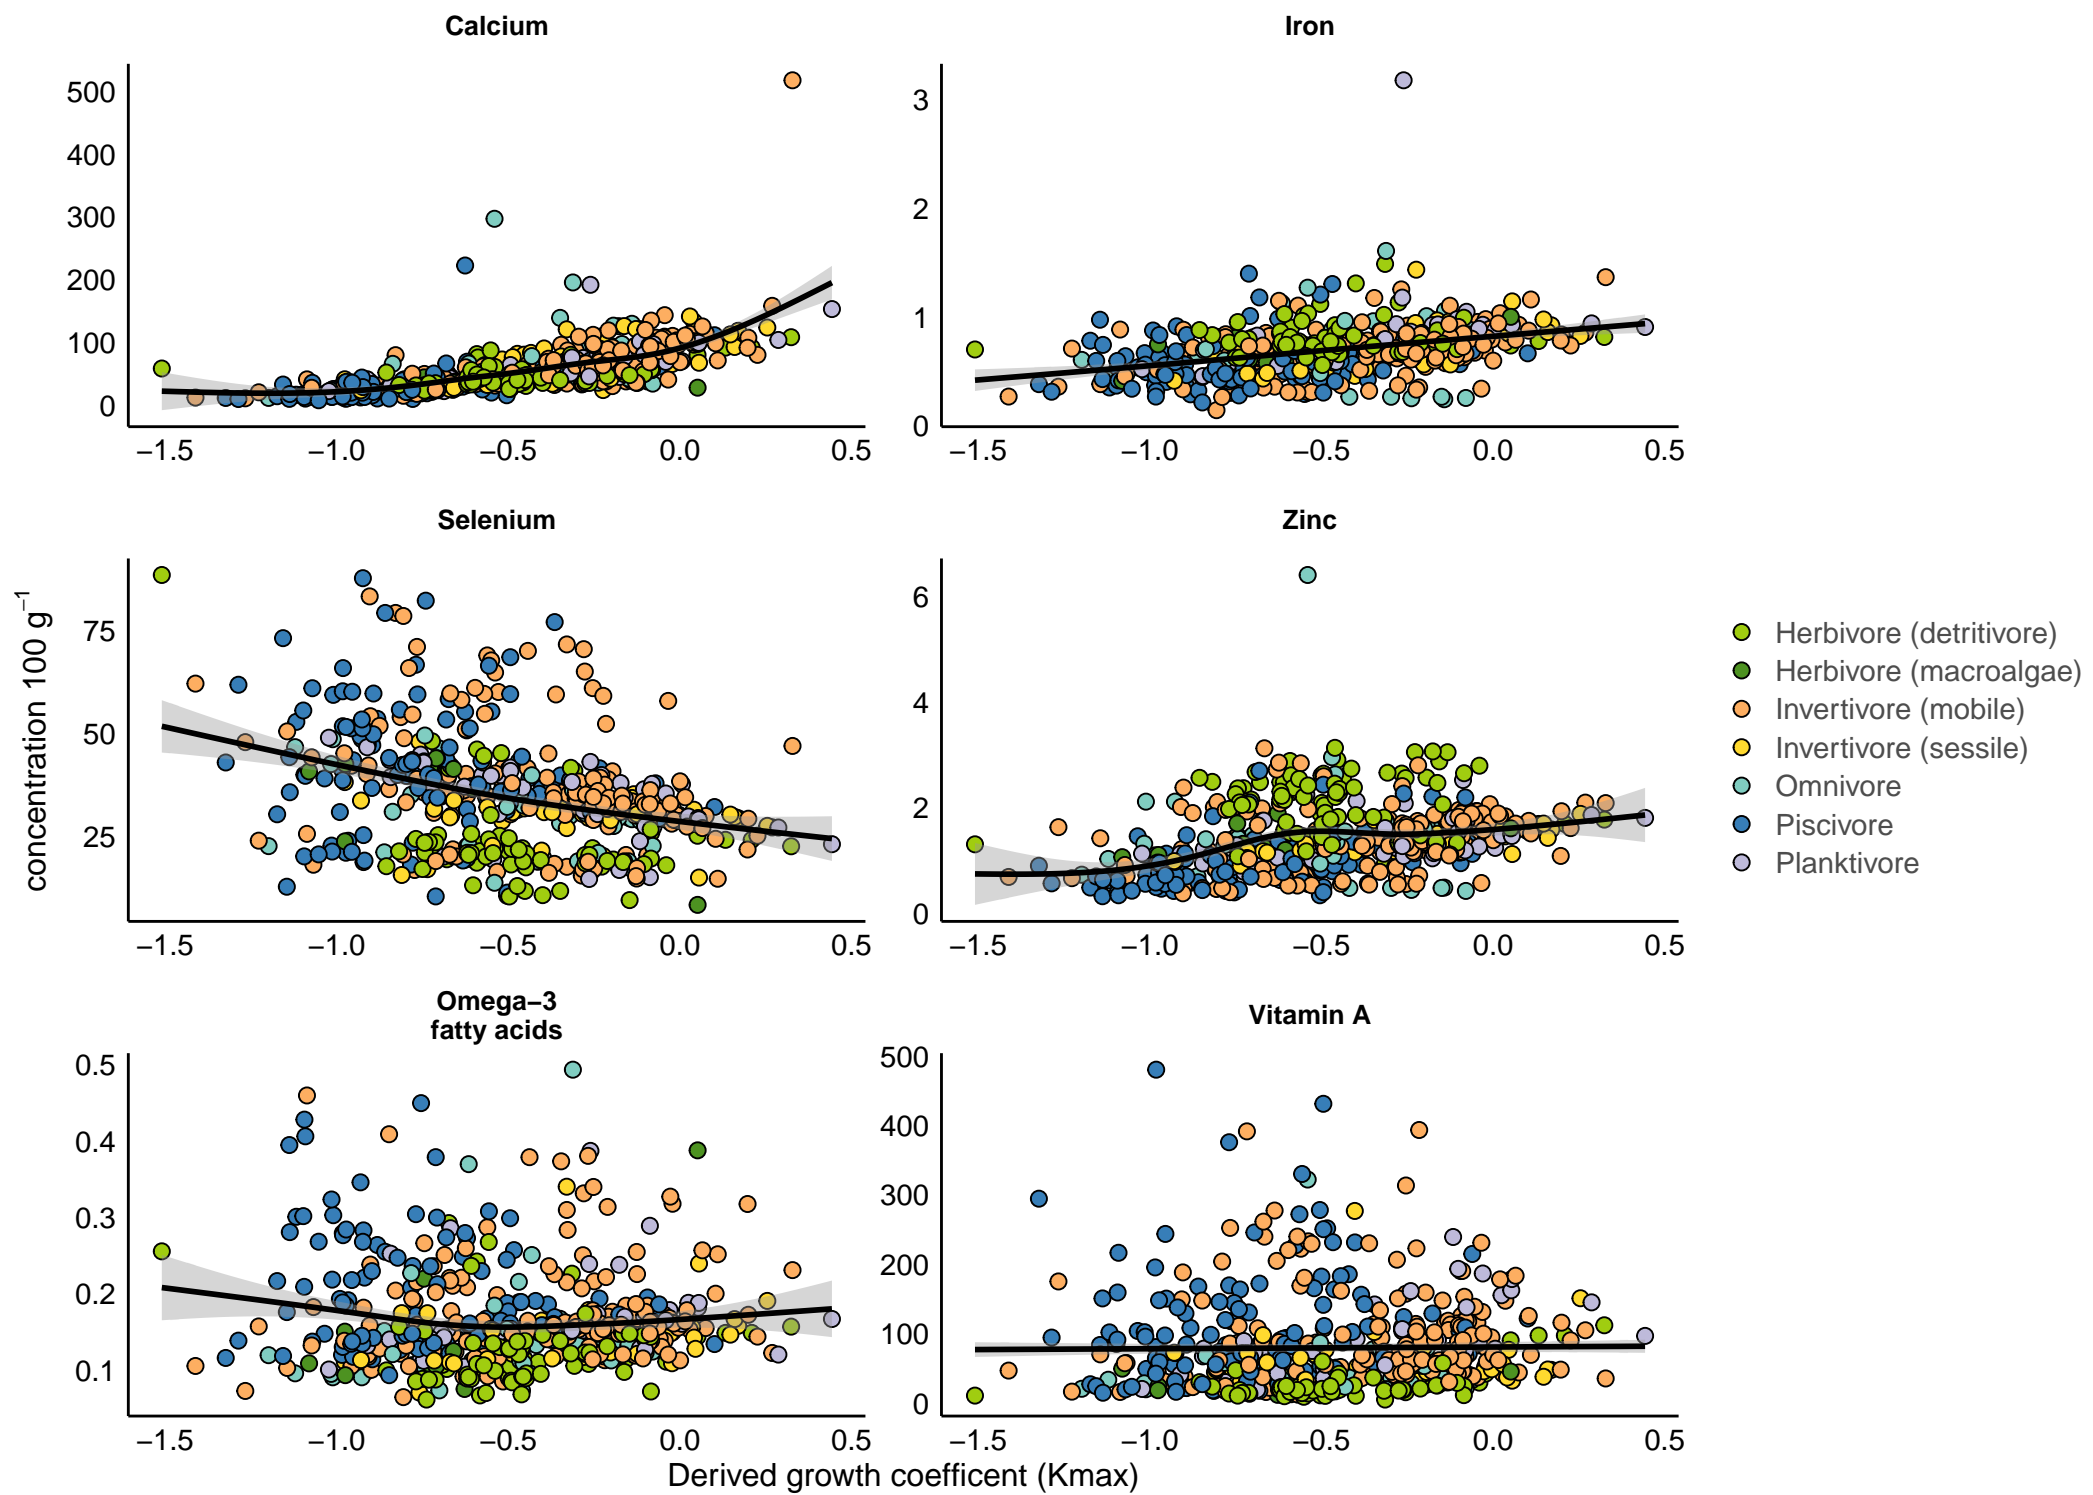 Calcium
Iron
500
400
300
200
100
0
3
2
1
0
−1.5 −1.0 −0.5 0.0 0.5
−1.5 −1.0 −0.5 0.0 0.5
Selenium
Zinc
75
50
25
6
4
2
0
−1.5 −1.0 −0.5 0.0 0.5
−1.5 −1.0 −0.5 0.0 0.5
Omega−3
fatty acids
Vitamin A
0.5
0.4
0.3
0.2
0.1
500
400
300
200
100
0
−1.5 −1.0 −0.5 0.0 0.5
−1.5 −1.0 −0.5 0.0 0.5
concentration 100 g⁻¹
Derived growth coefficent (Kmax)
Herbivore (detritivore)
Herbivore (macroalgae)
Invertivore (mobile)
Invertivore (sessile)
Omnivore
Piscivore
Planktivore